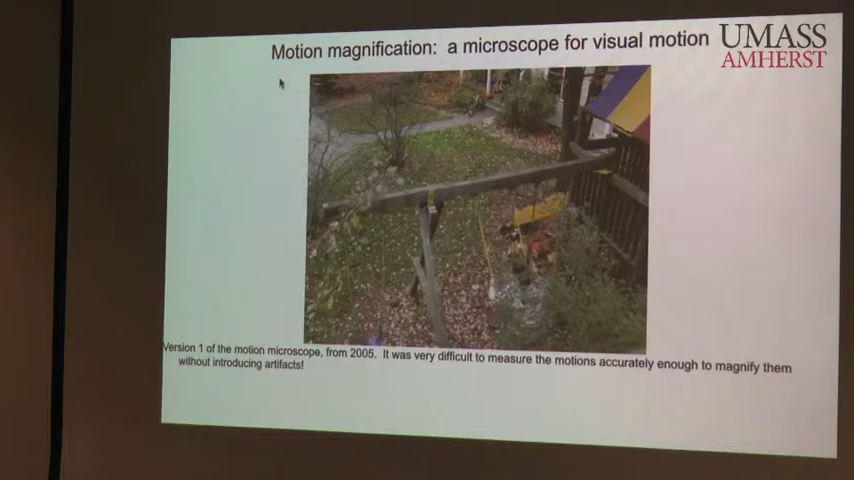 Motion magnification: a microscope for visual motion
UMASS
AMHERST
Version 1 of the motion microscope, from 2005. It was very difficult to measure the motions accurately enough to magnify them
without introducing artifacts!